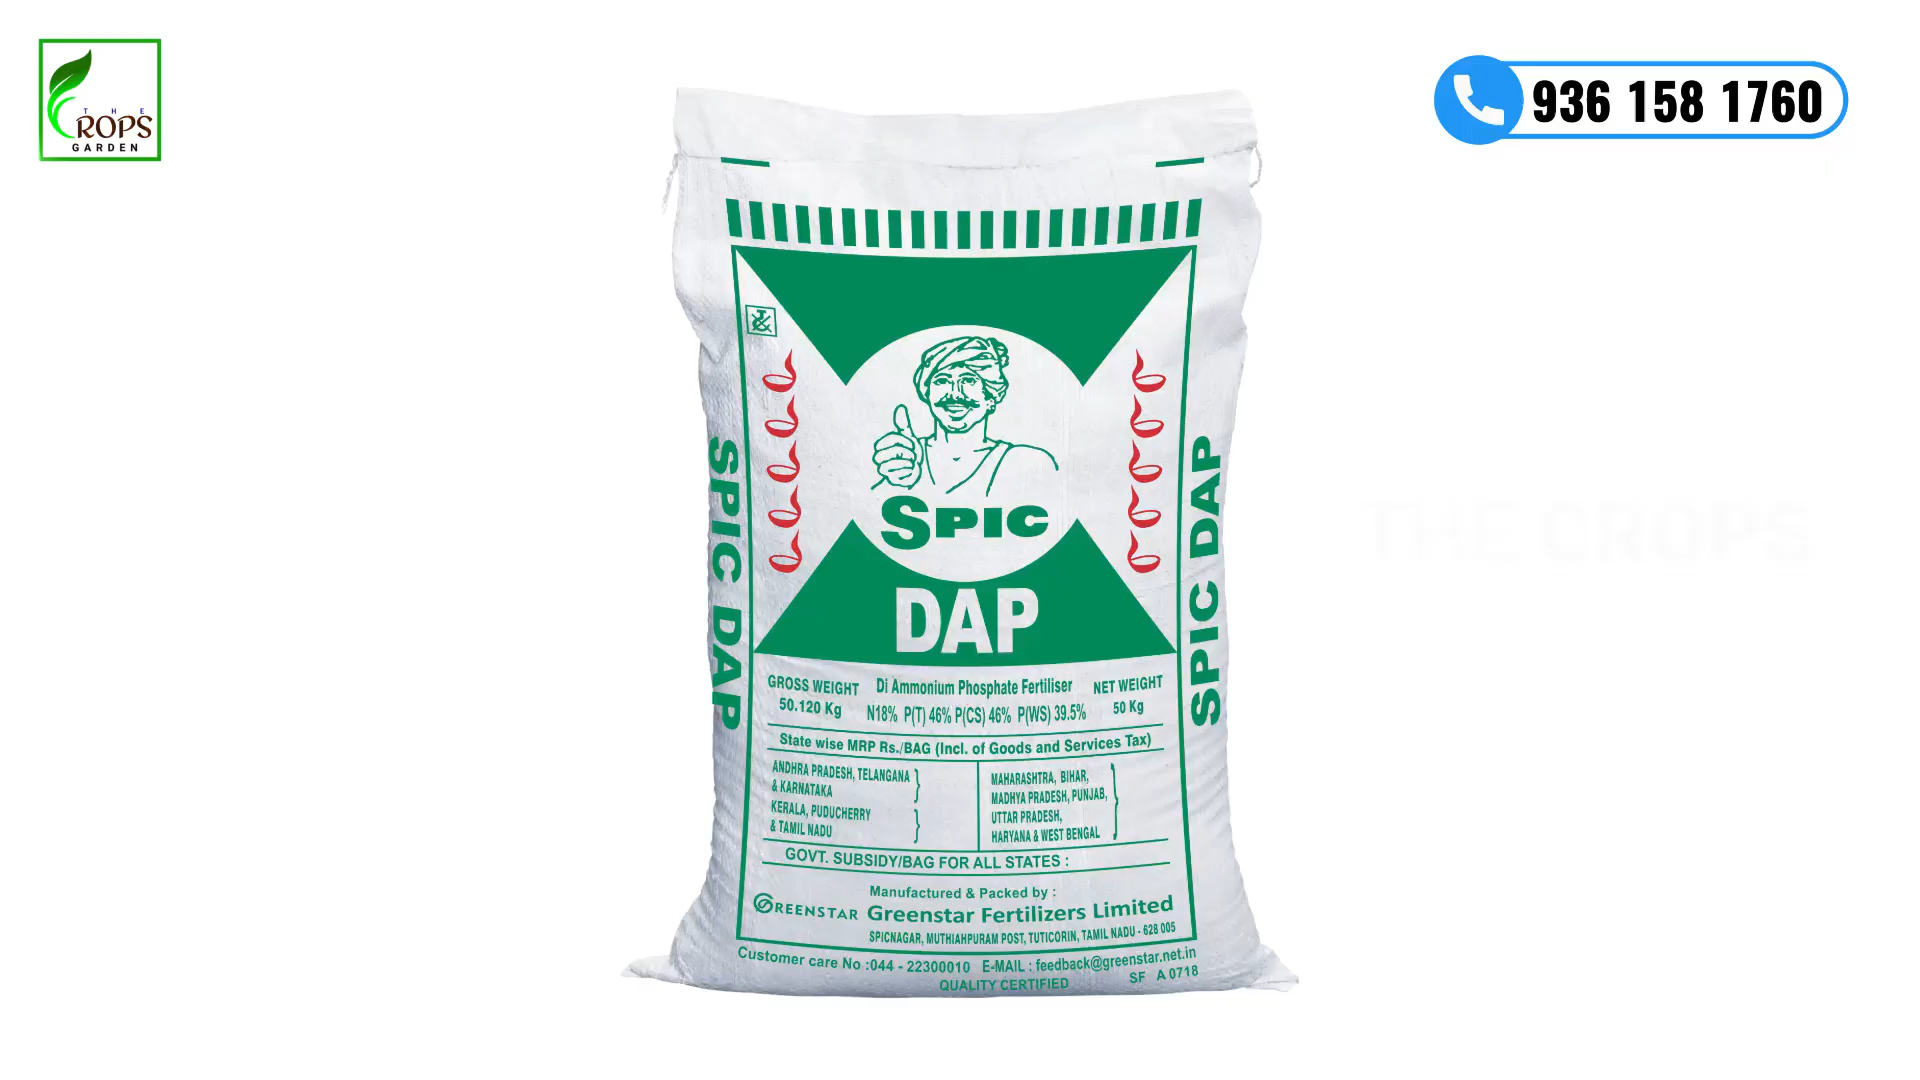 THE
CROPS
GARDEN
936 158 1760
SPIC
DAP
SPIC DAP
SPIC DAP
THE CROPS
GROSS WEIGHT
50.120 Kg
Di Ammonium Phosphate Fertiliser
N18% P(T) 46% P(CS) 46% P(WS) 39.5%
NET WEIGHT
50 Kg
State wise MRP Rs./BAG (Incl. of Goods and Services Tax)
ANDHRA PRADESH, TELANGANA
& KARNATAKA
KERALA, PUDUCHERRY
& TAMIL NADU
MAHARASHTRA, BIHAR,
MADHYA PRADESH, PUNJAB,
UTTAR PRADESH,
HARYANA & WEST BENGAL
GOVT. SUBSIDY/BAG FOR ALL STATES :
Manufactured & Packed by :
GREENSTAR Greenstar Fertilizers Limited
SPICNAGAR, MUTHIAHPURAM POST, TUTICORIN, TAMIL NADU - 628 005
Customer care No :044 - 22300010 E-MAIL : feedback@greenstar.net.in
QUALITY CERTIFIED
SF A 0718